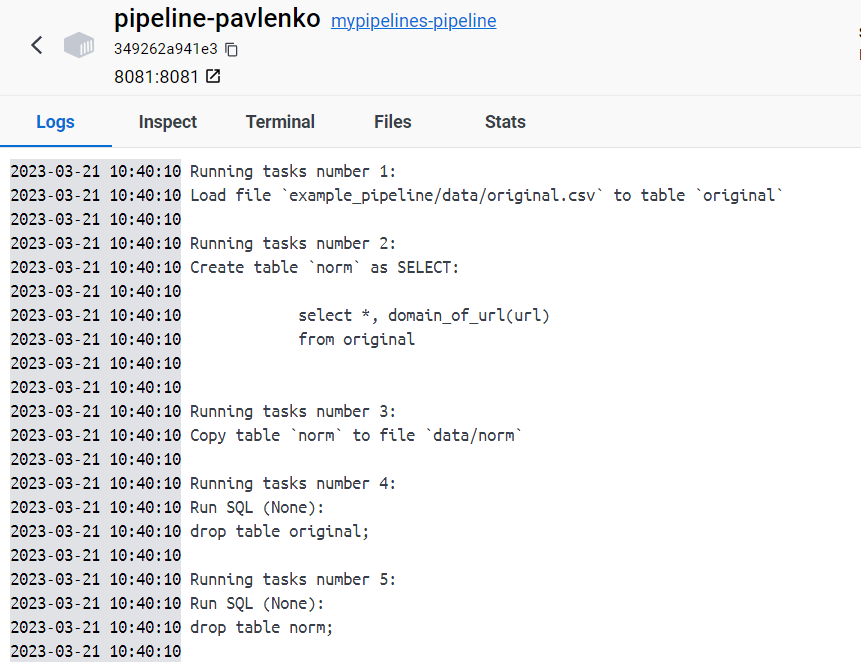 pipeline-pavlenko mypipelines-pipeline
349262a941e3
8081:8081
Logs Inspect Terminal Files Stats
2023-03-21 10:40:10 Running tasks number 1:
2023-03-21 10:40:10 Load file `example_pipeline/data/original.csv` to table `original`
2023-03-21 10:40:10
2023-03-21 10:40:10 Running tasks number 2:
2023-03-21 10:40:10 Create table `norm` as SELECT:
2023-03-21 10:40:10
2023-03-21 10:40:10 select *, domain_of_url(url)
2023-03-21 10:40:10 from original
2023-03-21 10:40:10
2023-03-21 10:40:10
2023-03-21 10:40:10 Running tasks number 3:
2023-03-21 10:40:10 Copy table `norm` to file `data/norm`
2023-03-21 10:40:10
2023-03-21 10:40:10 Running tasks number 4:
2023-03-21 10:40:10 Run SQL (None):
2023-03-21 10:40:10 drop table original;
2023-03-21 10:40:10
2023-03-21 10:40:10 Running tasks number 5:
2023-03-21 10:40:10 Run SQL (None):
2023-03-21 10:40:10 drop table norm;
2023-03-21 10:40:10